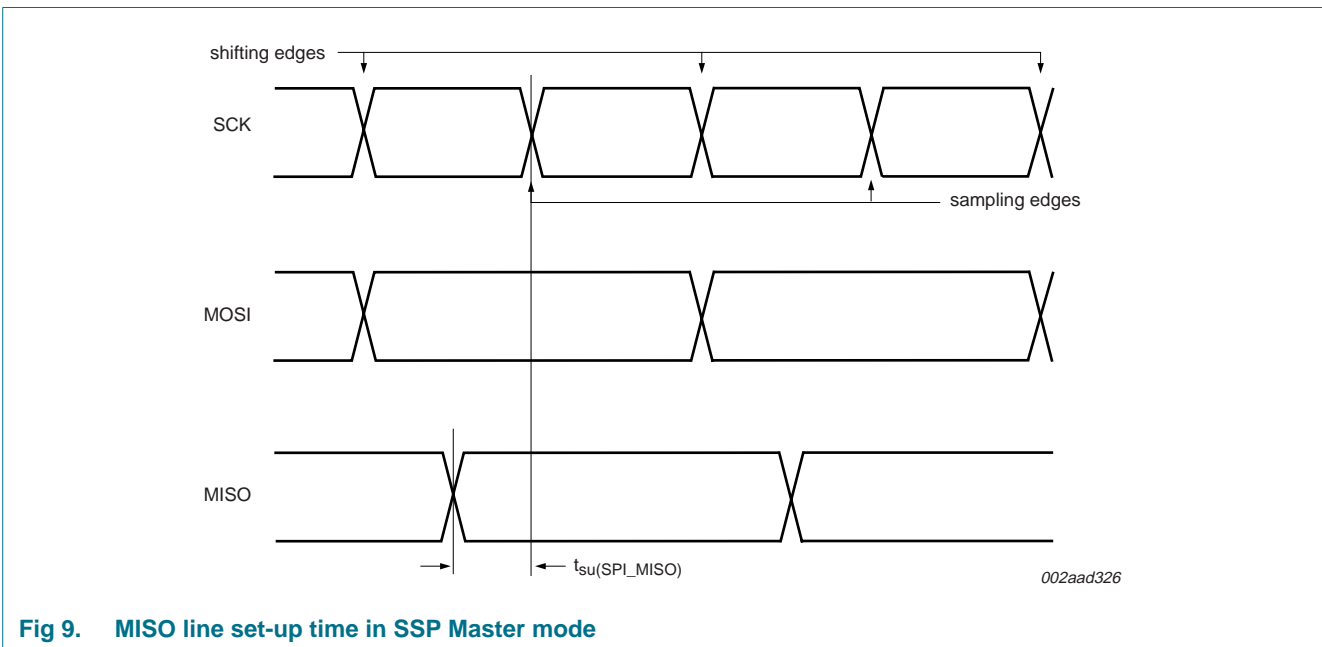 shifting edges
SCK
sampling edges
MOSI
MISO
tsu(SPI_MISO)
002aad326
Fig 9. MISO line set-up time in SSP Master mode